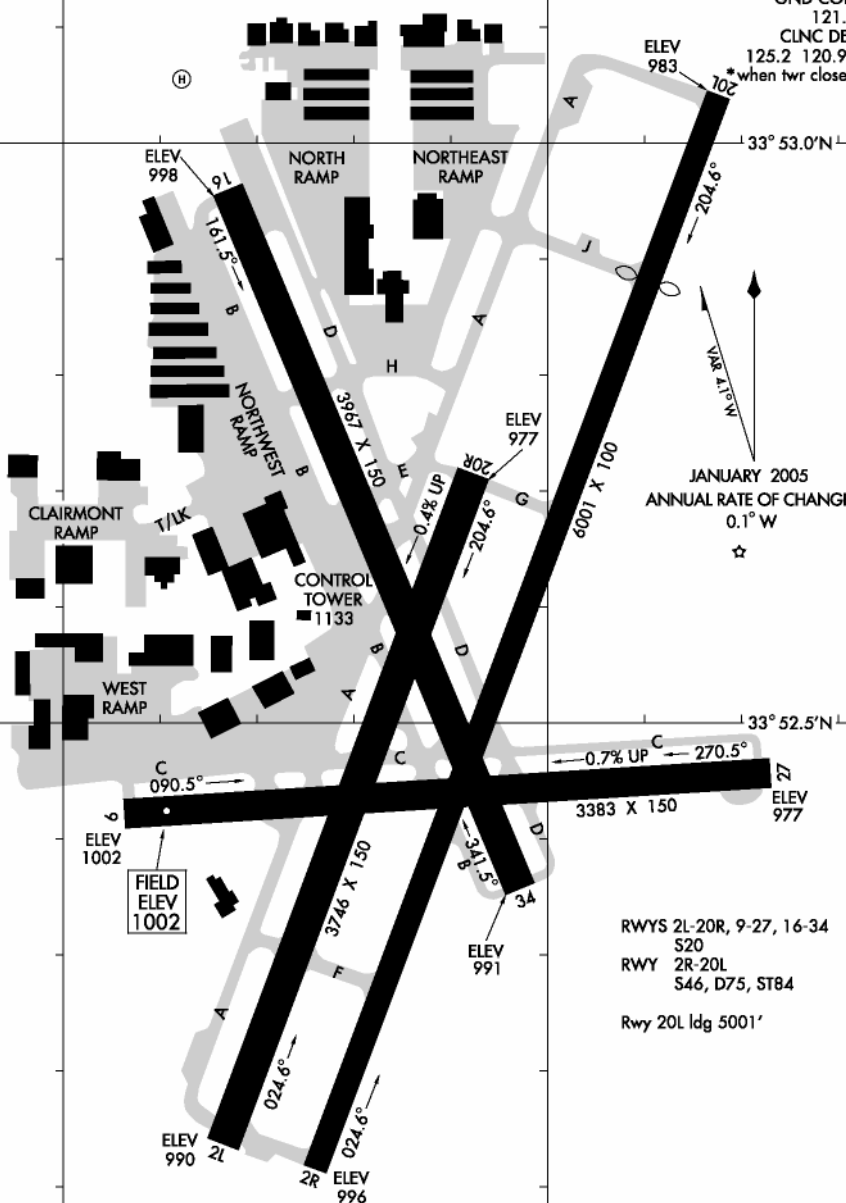 GND CO
121.
CLNC DE
125.2 120.9
*when twr close
ELEV
983
20L
33° 53.0'N
204.6°
J
A
NORTH
RAMP
NORTHEAST
RAMP
H
ELEV
998
16
161.5°
B
D
A
H
3967 X 150
NORTHWEST
RAMP
B
E
ELEV
977
20R
0.4% UP
204.6°
G
6001 X 100
VAR 4.1° W
JANUARY 2005
ANNUAL RATE OF CHANGE
0.1° W
CLAIRMONT
RAMP
T/LK
CONTROL
TOWER
1133
B
D
A
WEST
RAMP
33° 52.5'N
C
090.5°
C
C
0.7% UP
270.5°
27
ELEV
977
3383 X 150
9
ELEV
1002
FIELD
ELEV
1002
3746 X 150
B
341.5°
D
34
ELEV
991
F
A
RWYS 2L-20R, 9-27, 16-34
S20
RWY 2R-20L
S46, D75, ST84
Rwy 20L ldg 5001'
024.6°
024.6°
ELEV
990
2L
2R
ELEV
996